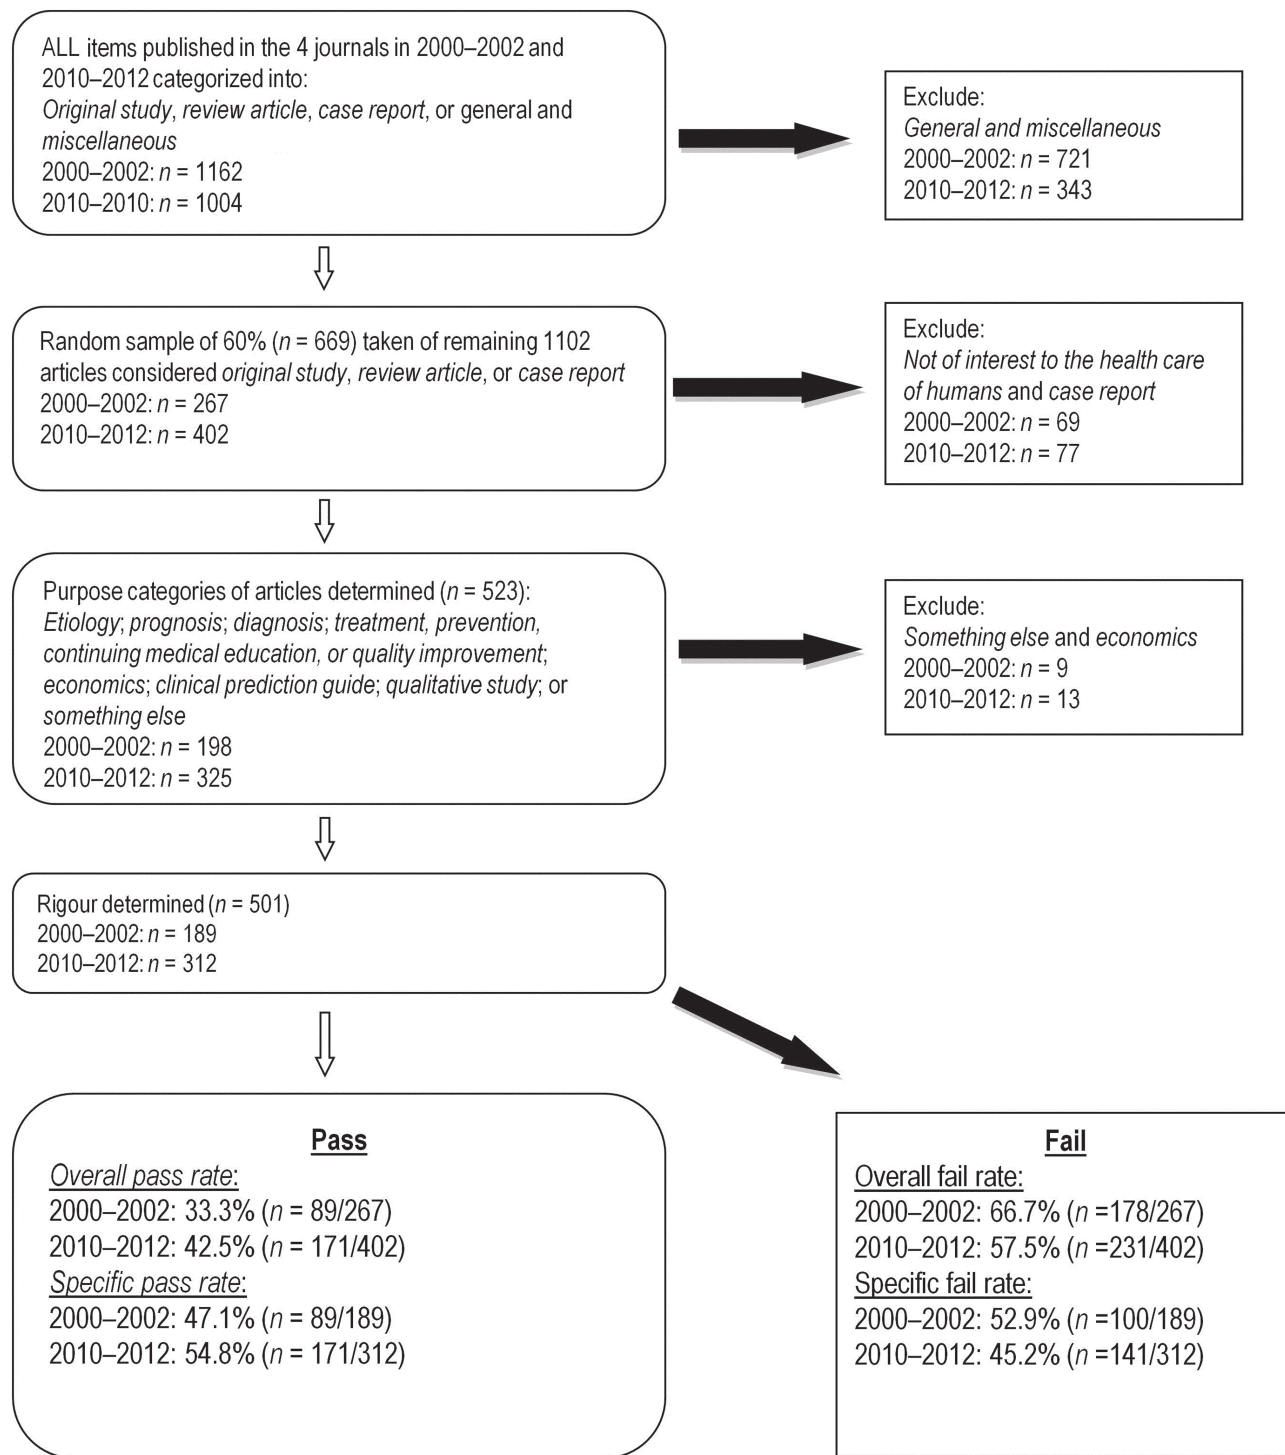 ALL items published in the 4 journals in 2000–2002 and
2010–2012 categorized into:
Original study, review article, case report, or general and
miscellaneous
2000–2002: n = 1162
2010–2010: n = 1004
Exclude:
General and miscellaneous
2000–2002: n = 721
2010–2012: n = 343
Random sample of 60% (n = 669) taken of remaining 1102
articles considered original study, review article, or case report
2000–2002: n = 267
2010–2012: n = 402
Exclude:
Not of interest to the health care
of humans and case report
2000–2002: n = 69
2010–2012: n = 77
Purpose categories of articles determined (n = 523):
Etiology; prognosis; diagnosis; treatment, prevention,
continuing medical education, or quality improvement;
economics; clinical prediction guide; qualitative study; or
something else
2000–2002: n = 198
2010–2012: n = 325
Exclude:
Something else and economics
2000–2002: n = 9
2010–2012: n = 13
Rigour determined (n = 501)
2000–2002: n = 189
2010–2012: n = 312
Pass
Overall pass rate:
2000–2002: 33.3% (n = 89/267)
2010–2012: 42.5% (n = 171/402)
Specific pass rate:
2000–2002: 47.1% (n = 89/189)
2010–2012: 54.8% (n = 171/312)
Fail
Overall fail rate:
2000–2002: 66.7% (n =178/267)
2010–2012: 57.5% (n =231/402)
Specific fail rate:
2000–2002: 52.9% (n =100/189)
2010–2012: 45.2% (n =141/312)